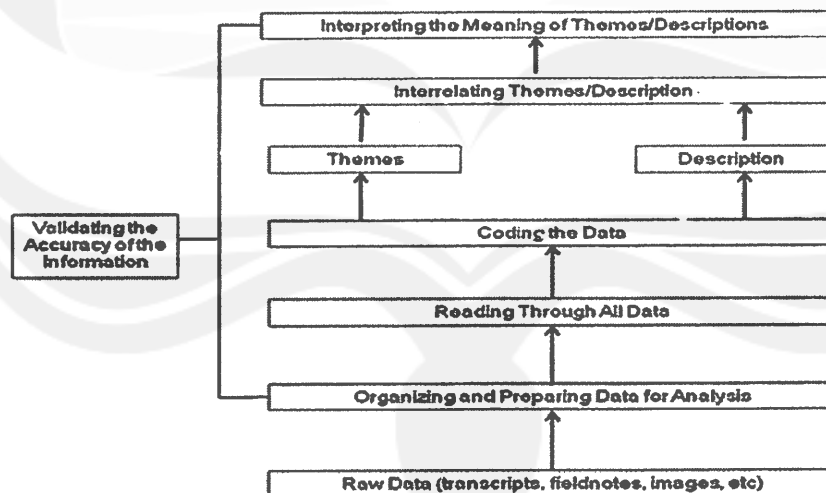 Interpreting the Meaning of Themes/Descriptions
Interrelating Themes/Description
Themes
Description
Validating the
Accuracy of the
Information
Coding the Data
Reading Through All Data
Organizing and Preparing Data for Analysis
Raw Data (transcripts, fieldnotes, images, etc)